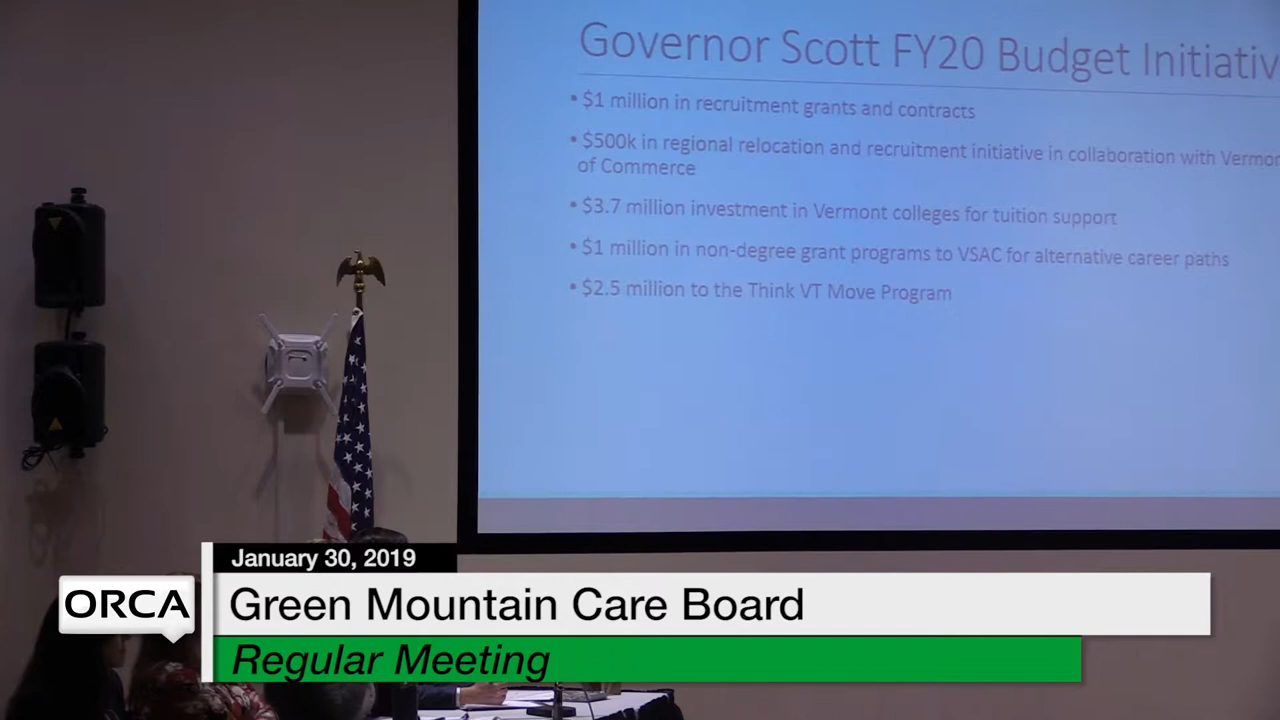 Governor Scott FY20 Budget Initiativ
• $1 million in recruitment grants and contracts
• $500k in regional relocation and recruitment initiative in collaboration with Vermon
of Commerce
• $3.7 million investment in Vermont colleges for tuition support
• $1 million in non-degree grant programs to VSAC for alternative career paths
• $2.5 million to the Think VT Move Program
January 30, 2019
ORCA
Green Mountain Care Board
Regular Meeting